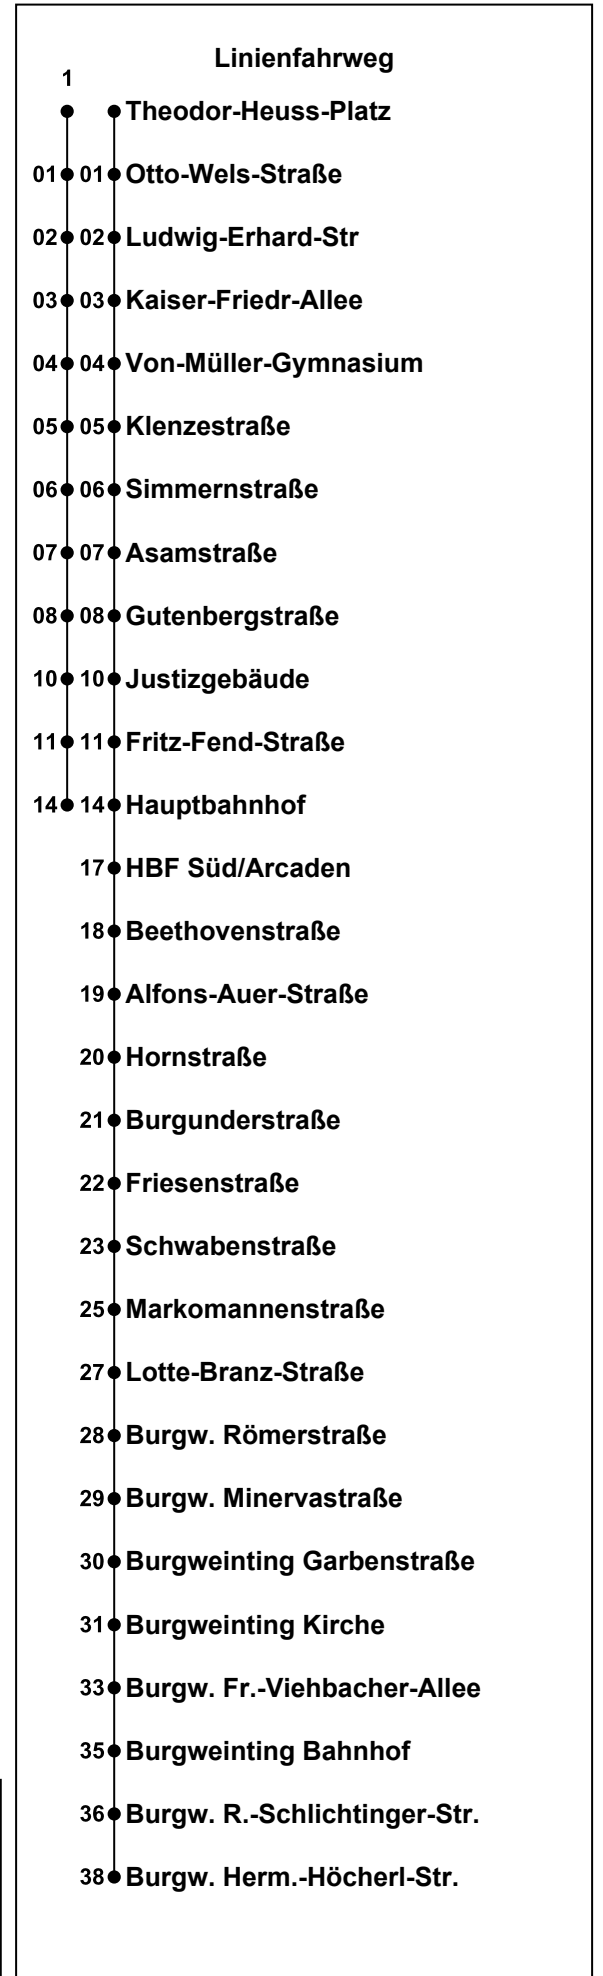 Linienfahrweg
1
Theodor-Heuss-Platz
01 01 Otto-Wels-Straße
02 02 Ludwig-Erhard-Str
03 03 Kaiser-Friedr-Allee
04 04 Von-Müller-Gymnasium
05 05 Klenzestraße
06 06 Simmernstraße
07 07 Asamstraße
08 08 Gutenbergstraße
10 10 Justizgebäude
11 11 Fritz-Fend-Straße
14 14 Hauptbahnhof
17 HBF Süd/Arcaden
18 Beethovenstraße
19 Alfons-Auer-Straße
20 Hornstraße
21 Burgunderstraße
22 Friesenstraße
23 Schwabenstraße
25 Markomannenstraße
27 Lotte-Branz-Straße
28 Burgw. Römerstraße
29 Burgw. Minervastraße
30 Burgweinting Garbenstraße
31 Burgweinting Kirche
33 Burgw. Fr.-Viehbacher-Allee
35 Burgweinting Bahnhof
36 Burgw. R.-Schlichtinger-Str.
38 Burgw. Herm.-Höcherl-Str.